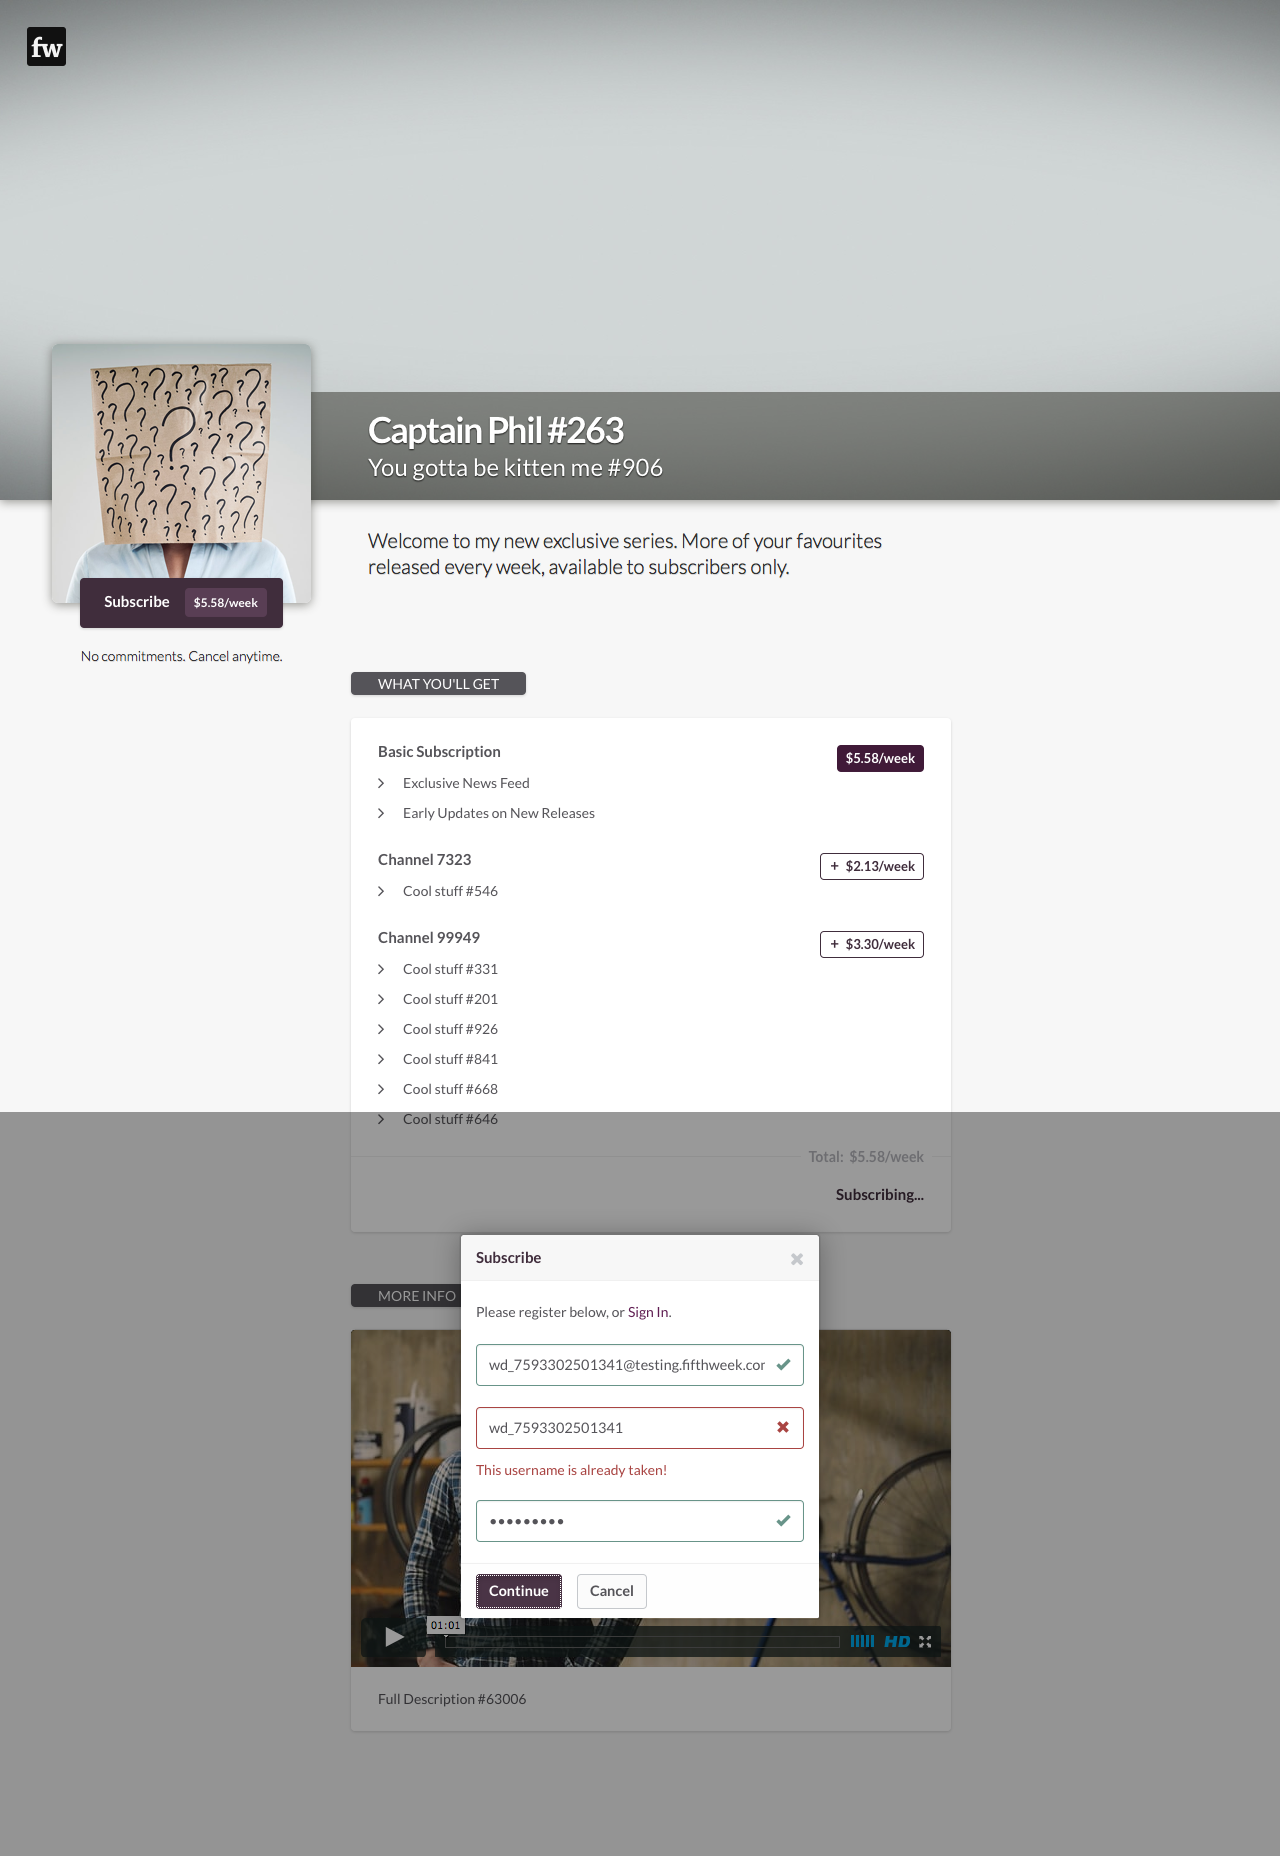 fw
Captain Phil #263
You gotta be kitten me #906
Welcome to my new exclusive series. More of your favourites
released every week, available to subscribers only.
Subscribe $5.58/week
No commitments. Cancel anytime.
WHAT YOU'LL GET
Basic Subscription $5.58/week
Exclusive News Feed
Early Updates on New Releases
Channel 7323 + $2.13/week
Cool stuff #546
Channel 99949 + $3.30/week
Cool stuff #331
Cool stuff #201
Cool stuff #926
Cool stuff #841
Cool stuff #668
Cool stuff #646
Total: $5.58/week
Subscribing...
Subscribe
MORE INFO
Please register below, or Sign In.
wd_7593302501341@testing.fifthweek.cor
wd_7593302501341
This username is already taken!
•••••••••
Continue Cancel
01:01
HD
Full Description #63006